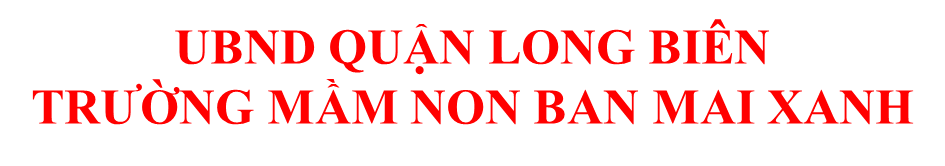 UBND QUẬN LONG BIÊN
TRƯỜNG MẦM NON BAN MAI XANH